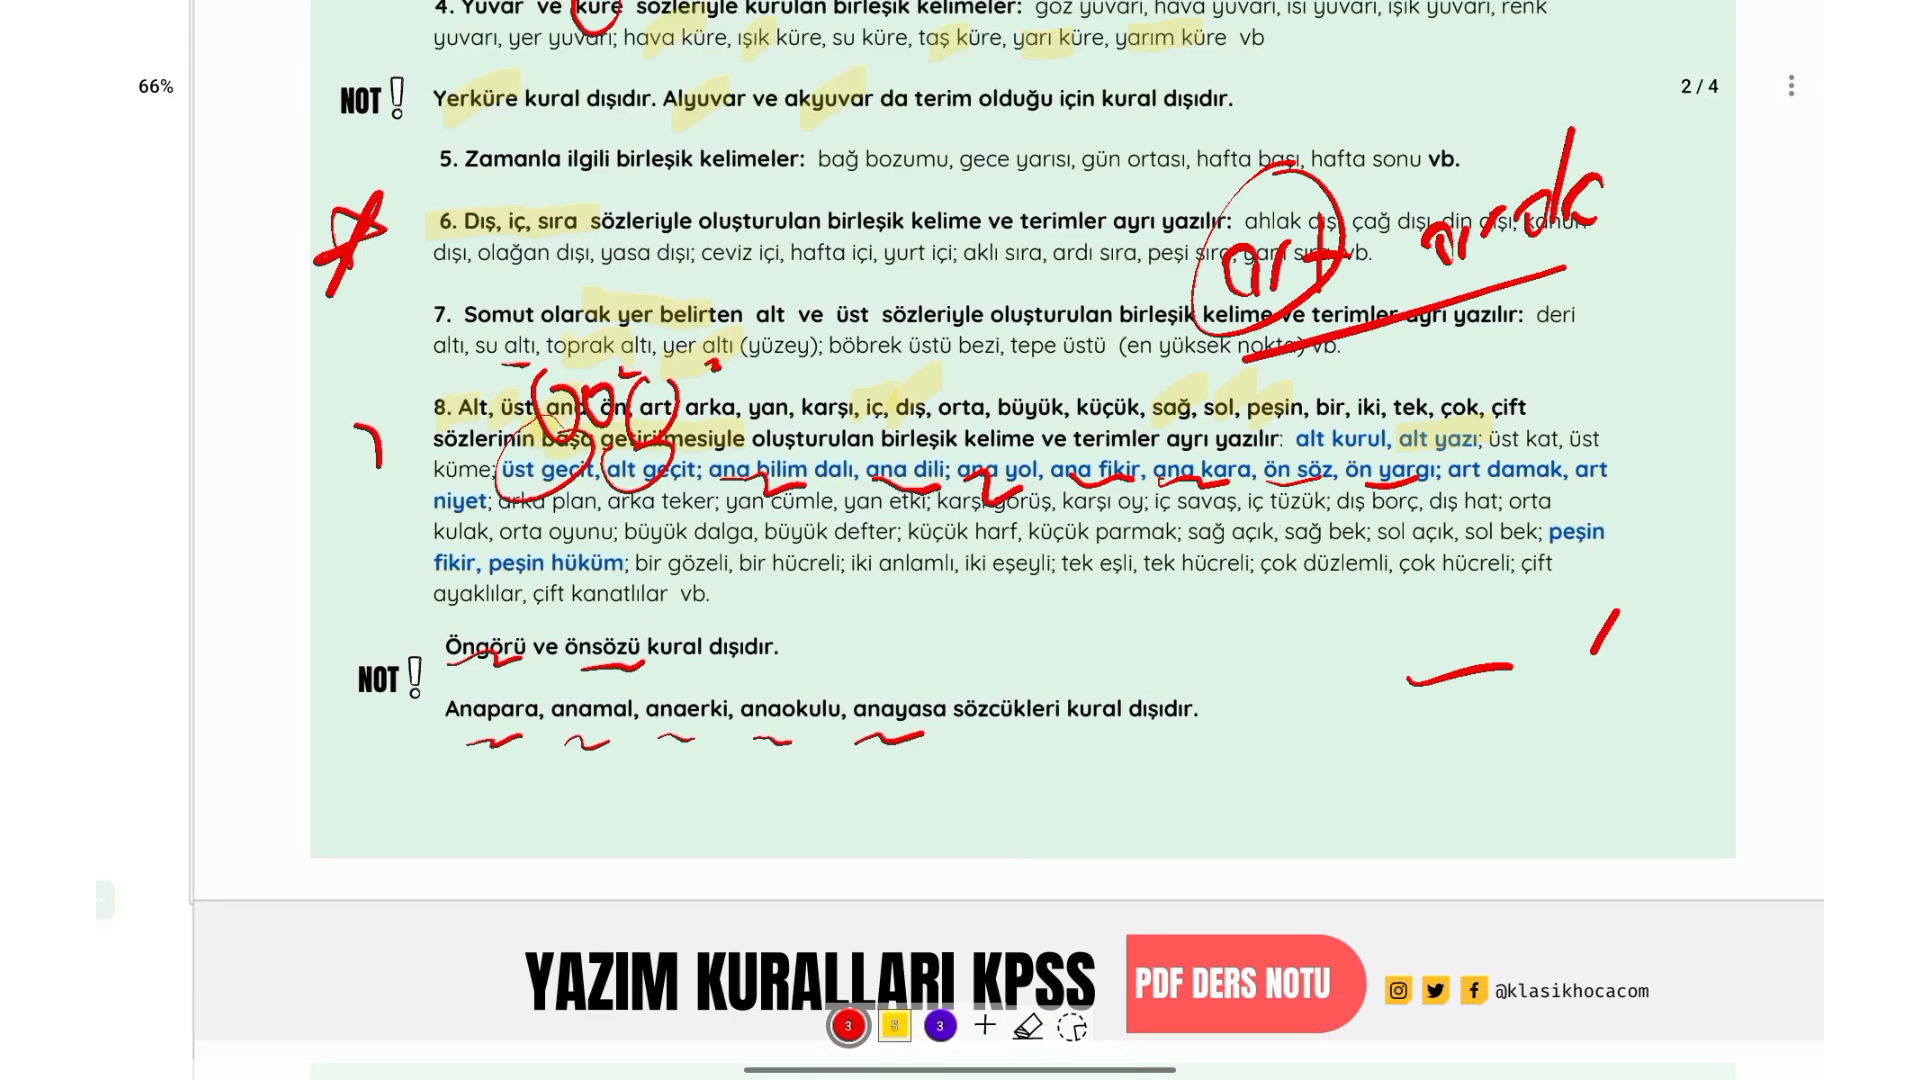 4. Yuvar ve küre sözleriyle kurulan birleşik kelimeler: göz yuvarı, hava yuvarı, ısı yuvarı, ışık yuvarı, renk
yuvarı, yer yuvarı; hava küre, ışık küre, su küre, taş küre, yarı küre, yarım küre vb
66%
2 / 4
NOT! Yerküre kural dışıdır. Alyuvar ve akyuvar da terim olduğu için kural dışıdır.
5. Zamanla ilgili birleşik kelimeler: bağ bozumu, gece yarısı, gün ortası, hafta başı, hafta sonu vb.
6. Dış, iç, sıra sözleriyle oluşturulan birleşik kelime ve terimler ayrı yazılır: ahlak dışı, çağ dışı, din dışı, kanun
dışı, olağan dışı, yasa dışı; ceviz içi, hafta içi, yurt içi; aklı sıra, ardı sıra, peşi sıra, yanı sıra vb.
art
7. Somut olarak yer belirten alt ve üst sözleriyle oluşturulan birleşik kelime ve terimler ayrı yazılır: deri
altı, su altı, toprak altı, yer altı (yüzey); böbrek üstü bezi, tepe üstü (en yüksek nokta) vb.
8. Alt, üst, ana, ön, art, arka, yan, karşı, iç, dış, orta, büyük, küçük, sağ, sol, peşin, bir, iki, tek, çok, çift
sözlerinin başa getirilmesiyle oluşturulan birleşik kelime ve terimler ayrı yazılır: alt kurul, alt yazı; üst kat, üst
küme; üst geçit, alt geçit; ana bilim dalı, ana dili; ana yol, ana fikir, ana kara, ön söz, ön yargı; art damak, art
niyet; arka plan, arka teker; yan cümle, yan etki; karşı görüş, karşı oy; iç savaş, iç tüzük; dış borç, dış hat; orta
kulak, orta oyunu; büyük dalga, büyük defter; küçük harf, küçük parmak; sağ açık, sağ bek; sol açık, sol bek; peşin
fikir, peşin hüküm; bir gözeli, bir hücreli; iki anlamlı, iki eşeyli; tek eşli, tek hücreli; çok düzlemli, çok hücreli; çift
ayaklılar, çift kanatlılar vb.
Öngörü ve önsözü kural dışıdır.
NOT!
Anapara, anamal, anaerki, anaokulu, anayasa sözcükleri kural dışıdır.
YAZIM KURALLARI KPSS PDF DERS NOTU @klasikhocacom
3 5 3